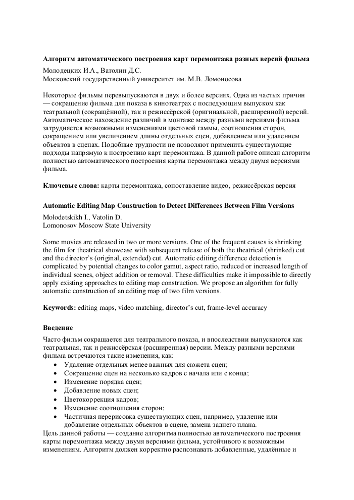 Алгоритм автоматического построения карт перемонтажа разных версий фильма
Молодецких И.А., Ватолин Д.С.
Московский государственный университет им. М.В. Ломоносова
Некоторые фильмы перевыпускаются в двух и более версиях. Одна из частых причин
— сокращение фильма для показа в кинотеатрах с последующим выпуском как
театральной (сокращённой), так и режиссёрской (оригинальной, расширенной) версий.
Автоматическое нахождение различий в монтаже между разными версиями фильма
затрудняется возможными изменениями цветовой гаммы, соотношения сторон,
сокращением или увеличением длины отдельных сцен, добавлением или удалением
объектов в сценах. Подобные трудности не позволяют применить существующие
подходы напрямую к построению карт перемонтажа. В данной работе описан алгоритм
полностью автоматического построения карты перемонтажа между двумя версиями
фильма.
Ключевые слова: карты перемонтажа, сопоставление видео, режиссёрская версия
Automatic Editing Map Construction to Detect Differences Between Film Versions
Molodetskikh I., Vatolin D.
Lomonosov Moscow State University
Some movies are released in two or more versions. One of the frequent causes is shrinking
the film for theatrical showcase with subsequent release of both the theatrical (shrinked) cut
and the director's (original, extended) cut. Automatic editing difference detection is
complicated by potential changes to color gamut, aspect ratio, reduced or increased length of
individual scenes, object addition or removal. These difficulties make it impossible to directly
apply existing approaches to editing map construction. We propose an algorithm for fully
automatic construction of an editing map of two film versions.
Keywords: editing maps, video matching, director's cut, frame-level accuracy
Введение
Часто фильм сокращается для театрального показа, и впоследствии выпускаются как
театральная, так и режиссёрская (расширенная) версии. Между разными версиями
фильма встречаются такие изменения, как:
• Удаление отдельных менее важных для сюжета сцен;
• Сокращение сцен на несколько кадров с начала или с конца;
• Изменение порядка сцен;
• Добавление новых сцен;
• Цветокоррекция кадров;
• Изменение соотношения сторон;
• Частичная перерисовка существующих сцен, например, удаление или
добавление отдельных объектов в сцене, замена заднего плана.
Цель данной работы — создание алгоритма полностью автоматического построения
карты перемонтажа между двумя версиями фильма, устойчивого к возможным
изменениям. Алгоритм должен корректно распознавать добавленные, удалённые и